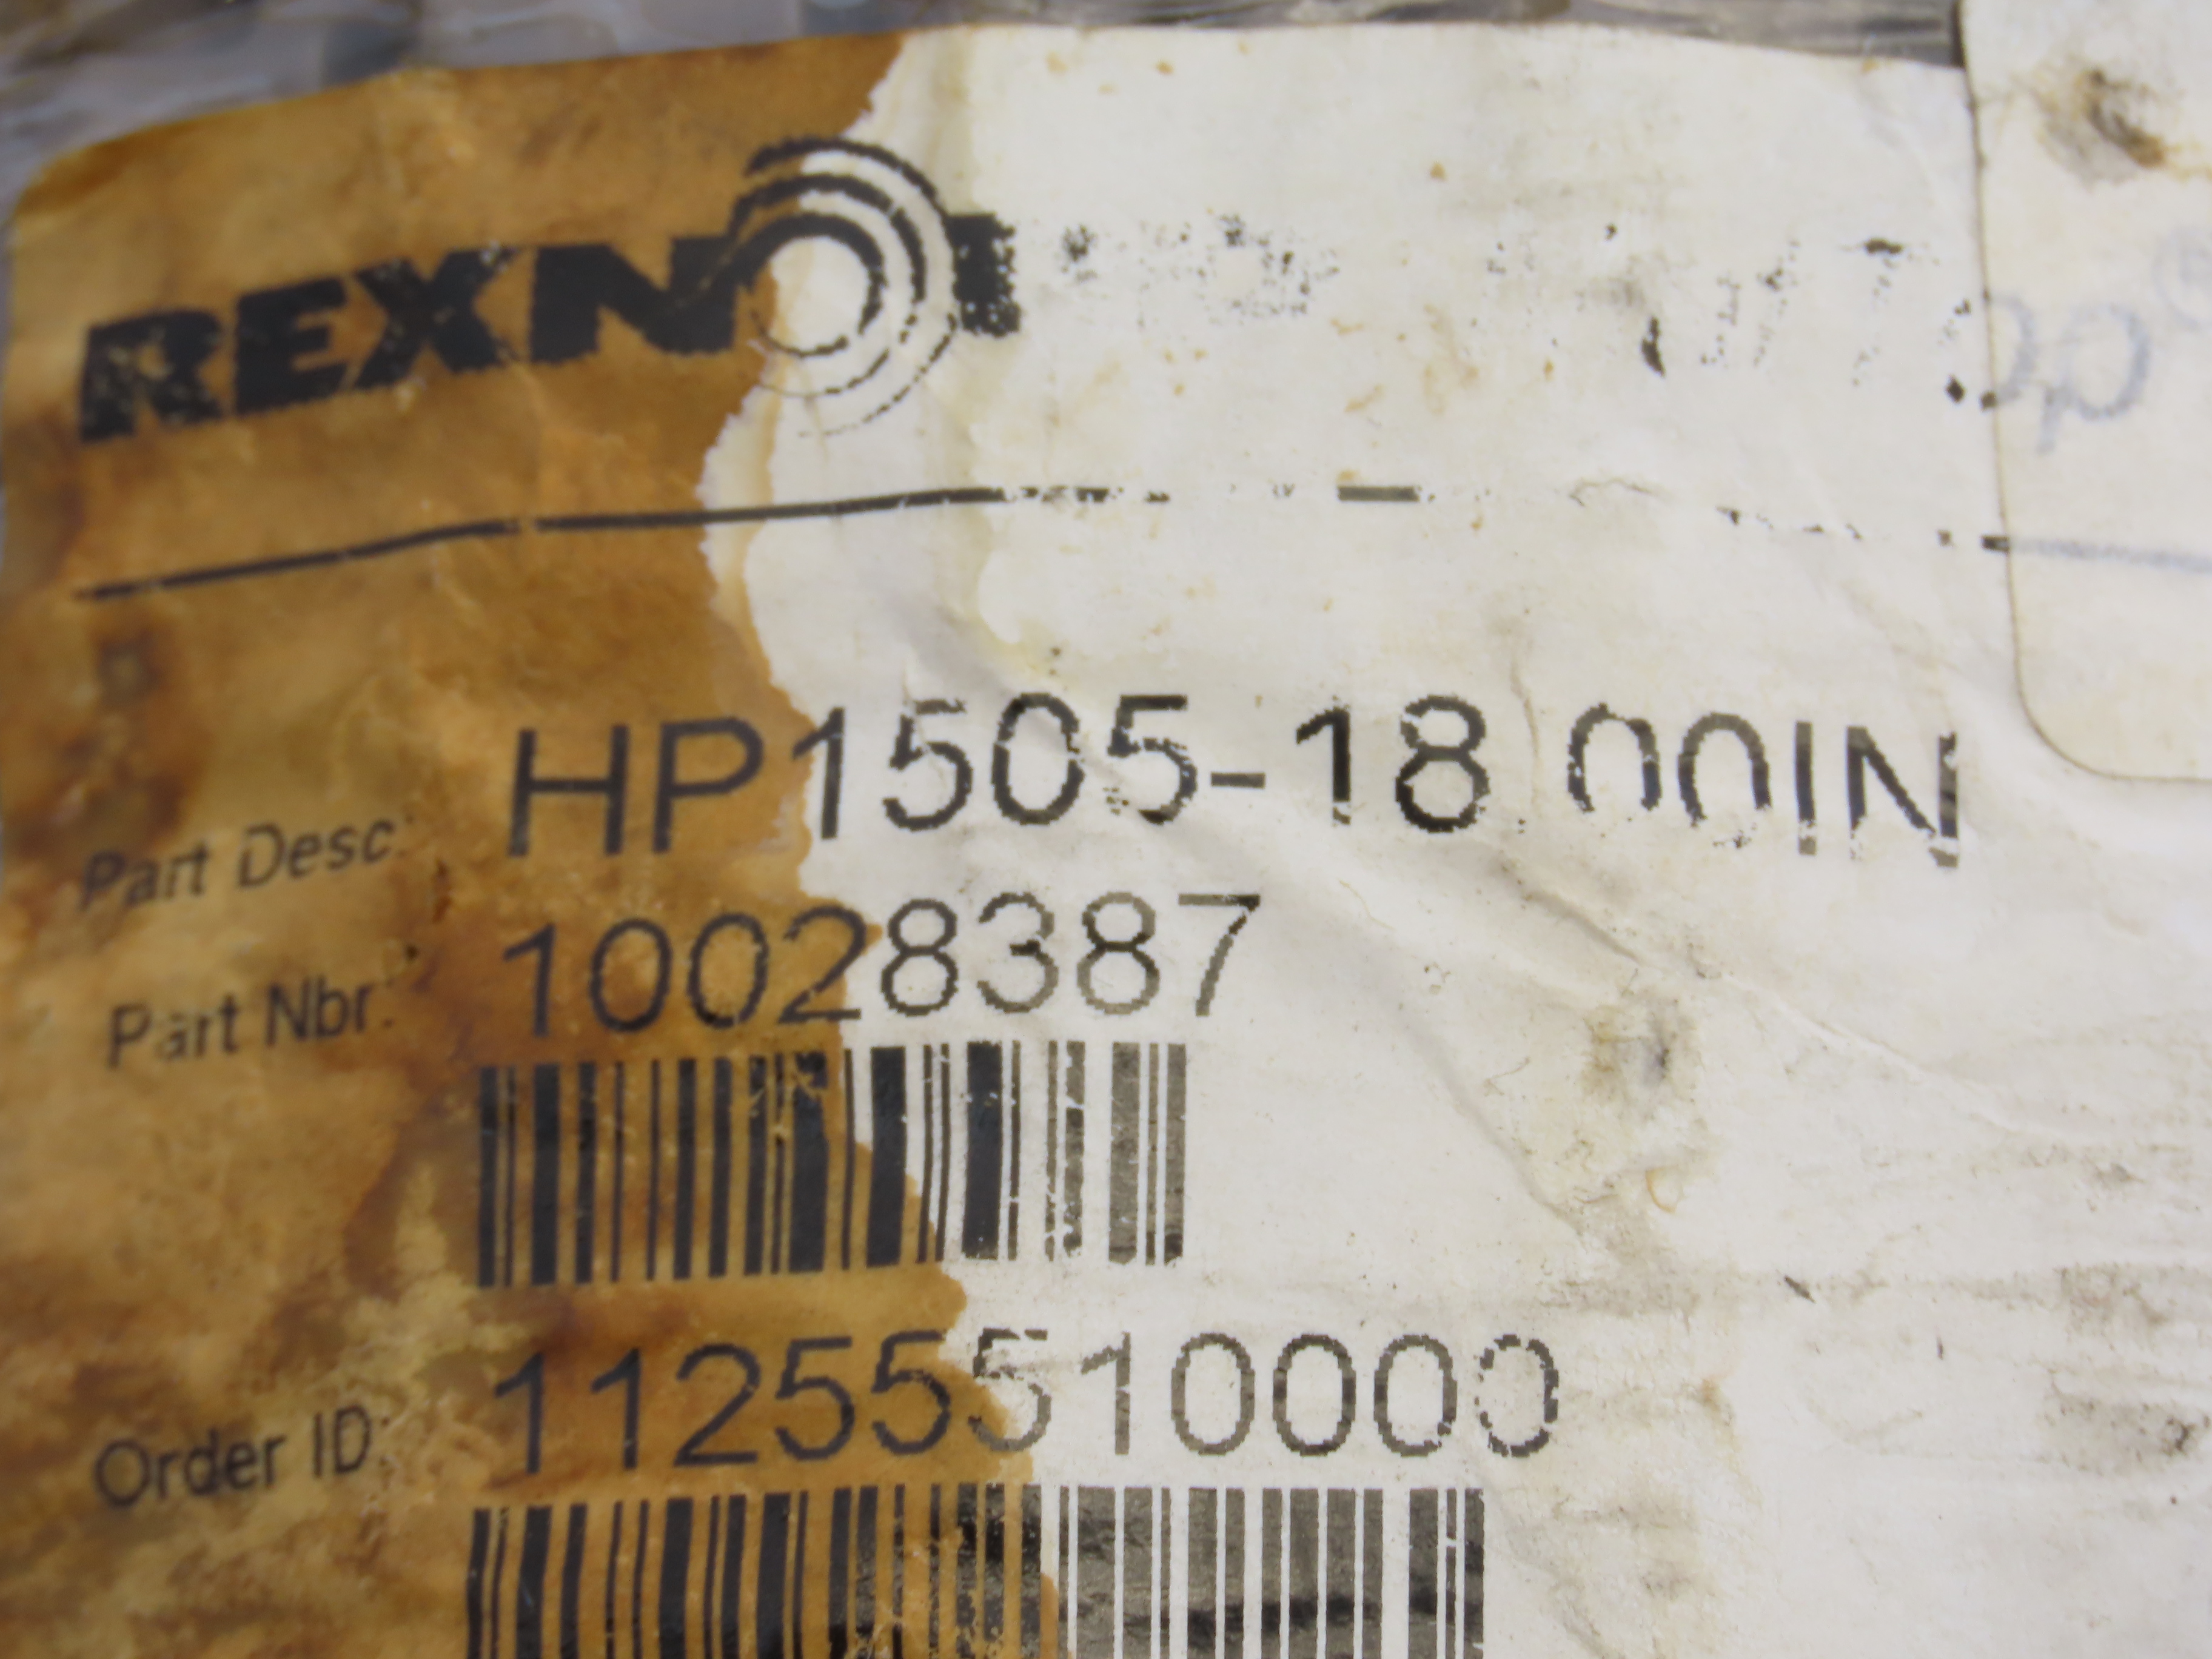 REXNO
Part Desc: HP1505-18 00IN
Part Nbr: 10028387
Order ID: 11255510000